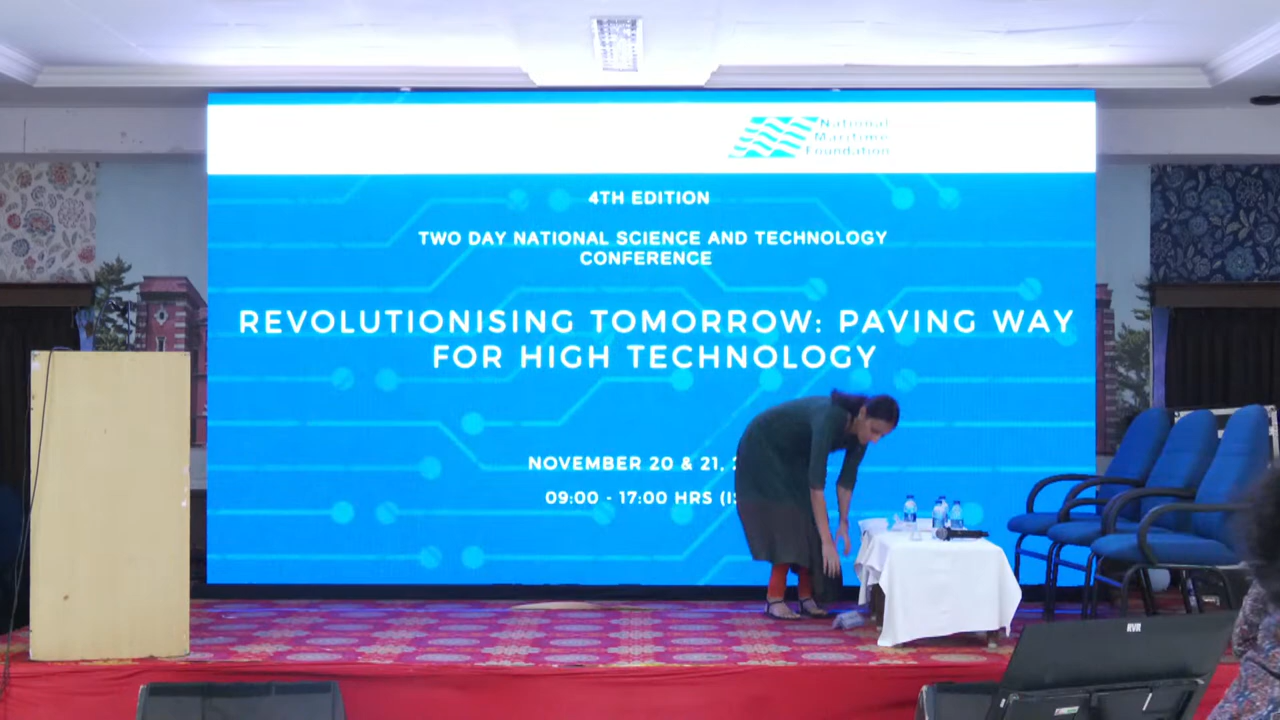 National
Maritime
Foundation
4TH EDITION
TWO DAY NATIONAL SCIENCE AND TECHNOLOGY
CONFERENCE
REVOLUTIONISING TOMORROW: PAVING WAY
FOR HIGH TECHNOLOGY
NOVEMBER 20 & 21,
09:00 - 17:00 HRS
RVR